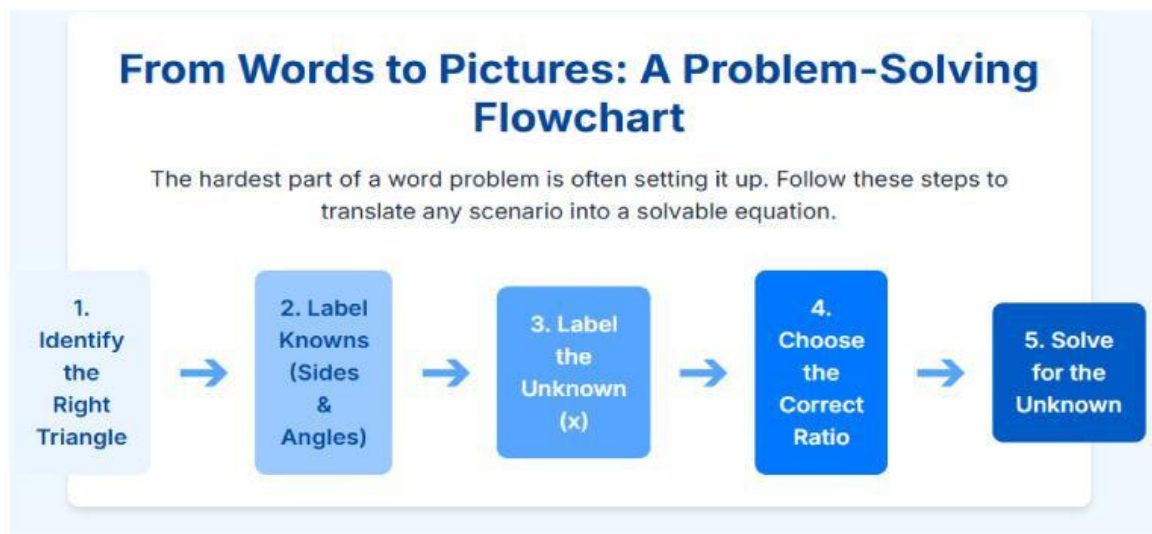 From Words to Pictures: A Problem-Solving
Flowchart
The hardest part of a word problem is often setting it up. Follow these steps to
translate any scenario into a solvable equation.
1.
Identify
the
Right
Triangle
2. Label
Knowns
(Sides
&
Angles)
3. Label
the
Unknown
(x)
4.
Choose
the
Correct
Ratio
5. Solve
for the
Unknown